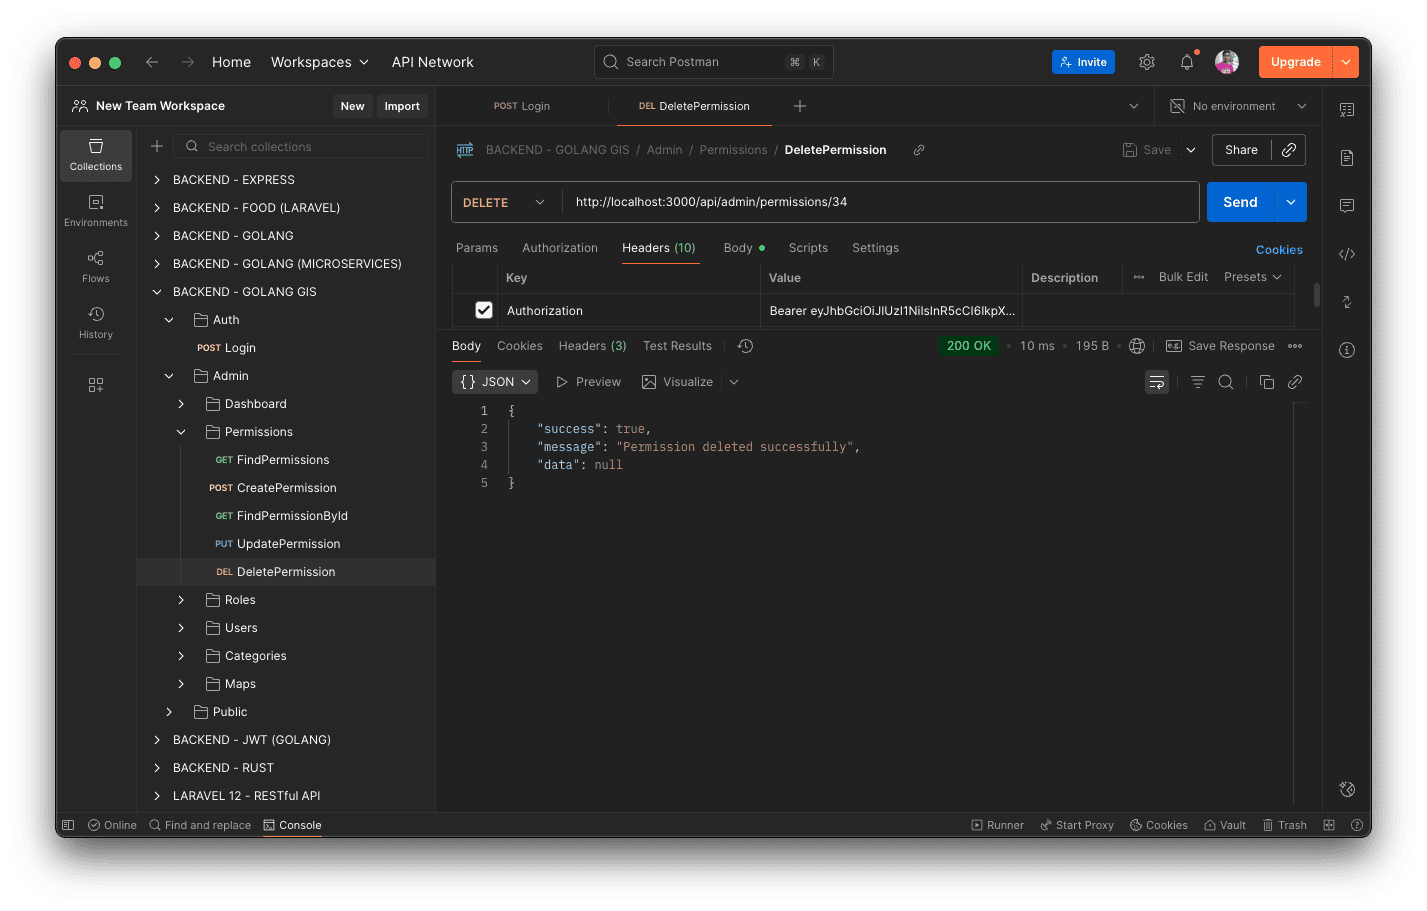 Home
Workspaces
API Network
Search Postman
⌘ K
Invite
Upgrade
New Team Workspace
New
Import
POST Login
DEL DeletePermission
No environment
Collections
Environments
Flows
History
Search collections
BACKEND - EXPRESS
BACKEND - FOOD (LARAVEL)
BACKEND - GOLANG
BACKEND - GOLANG (MICROSERVICES)
BACKEND - GOLANG GIS
Auth
POST Login
Admin
Dashboard
Permissions
GET FindPermissions
POST CreatePermission
GET FindPermissionById
PUT UpdatePermission
DEL DeletePermission
Roles
Users
Categories
Maps
Public
BACKEND - JWT (GOLANG)
BACKEND - RUST
LARAVEL 12 - RESTful API
HTTP BACKEND - GOLANG GIS / Admin / Permissions / DeletePermission
Save
Share
DELETE http://localhost:3000/api/admin/permissions/34
Send
Params Authorization Headers (10) Body Scripts Settings
Cookies
Key Value Description Bulk Edit Presets
Authorization Bearer eyJhbGciOiJIUzI1NiIsInR5cCI6IkpX...
Body Cookies Headers (3) Test Results
200 OK 10 ms 195 B e.g. Save Response
{} JSON Preview Visualize
1 {
2 "success": true,
3 "message": "Permission deleted successfully",
4 "data": null
5 }
Online Find and replace Console
Runner Start Proxy Cookies Vault Trash